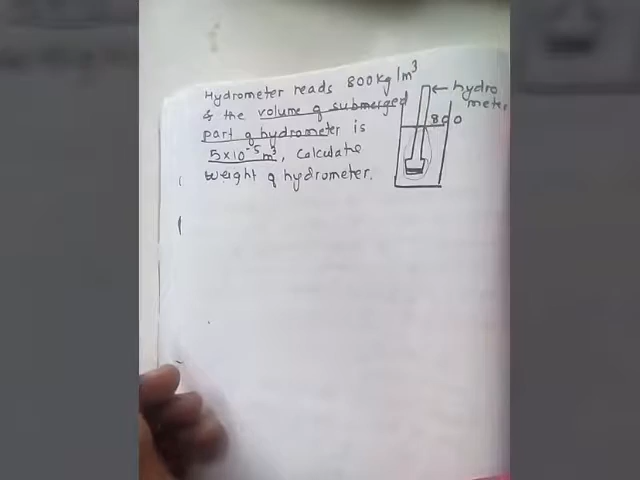 Hydrometer reads 800kg/m³
& the volume of submerged
part of hydrometer is
5×10⁻⁵m³, Calculate
weight of hydrometer.
← hydro
meter
800